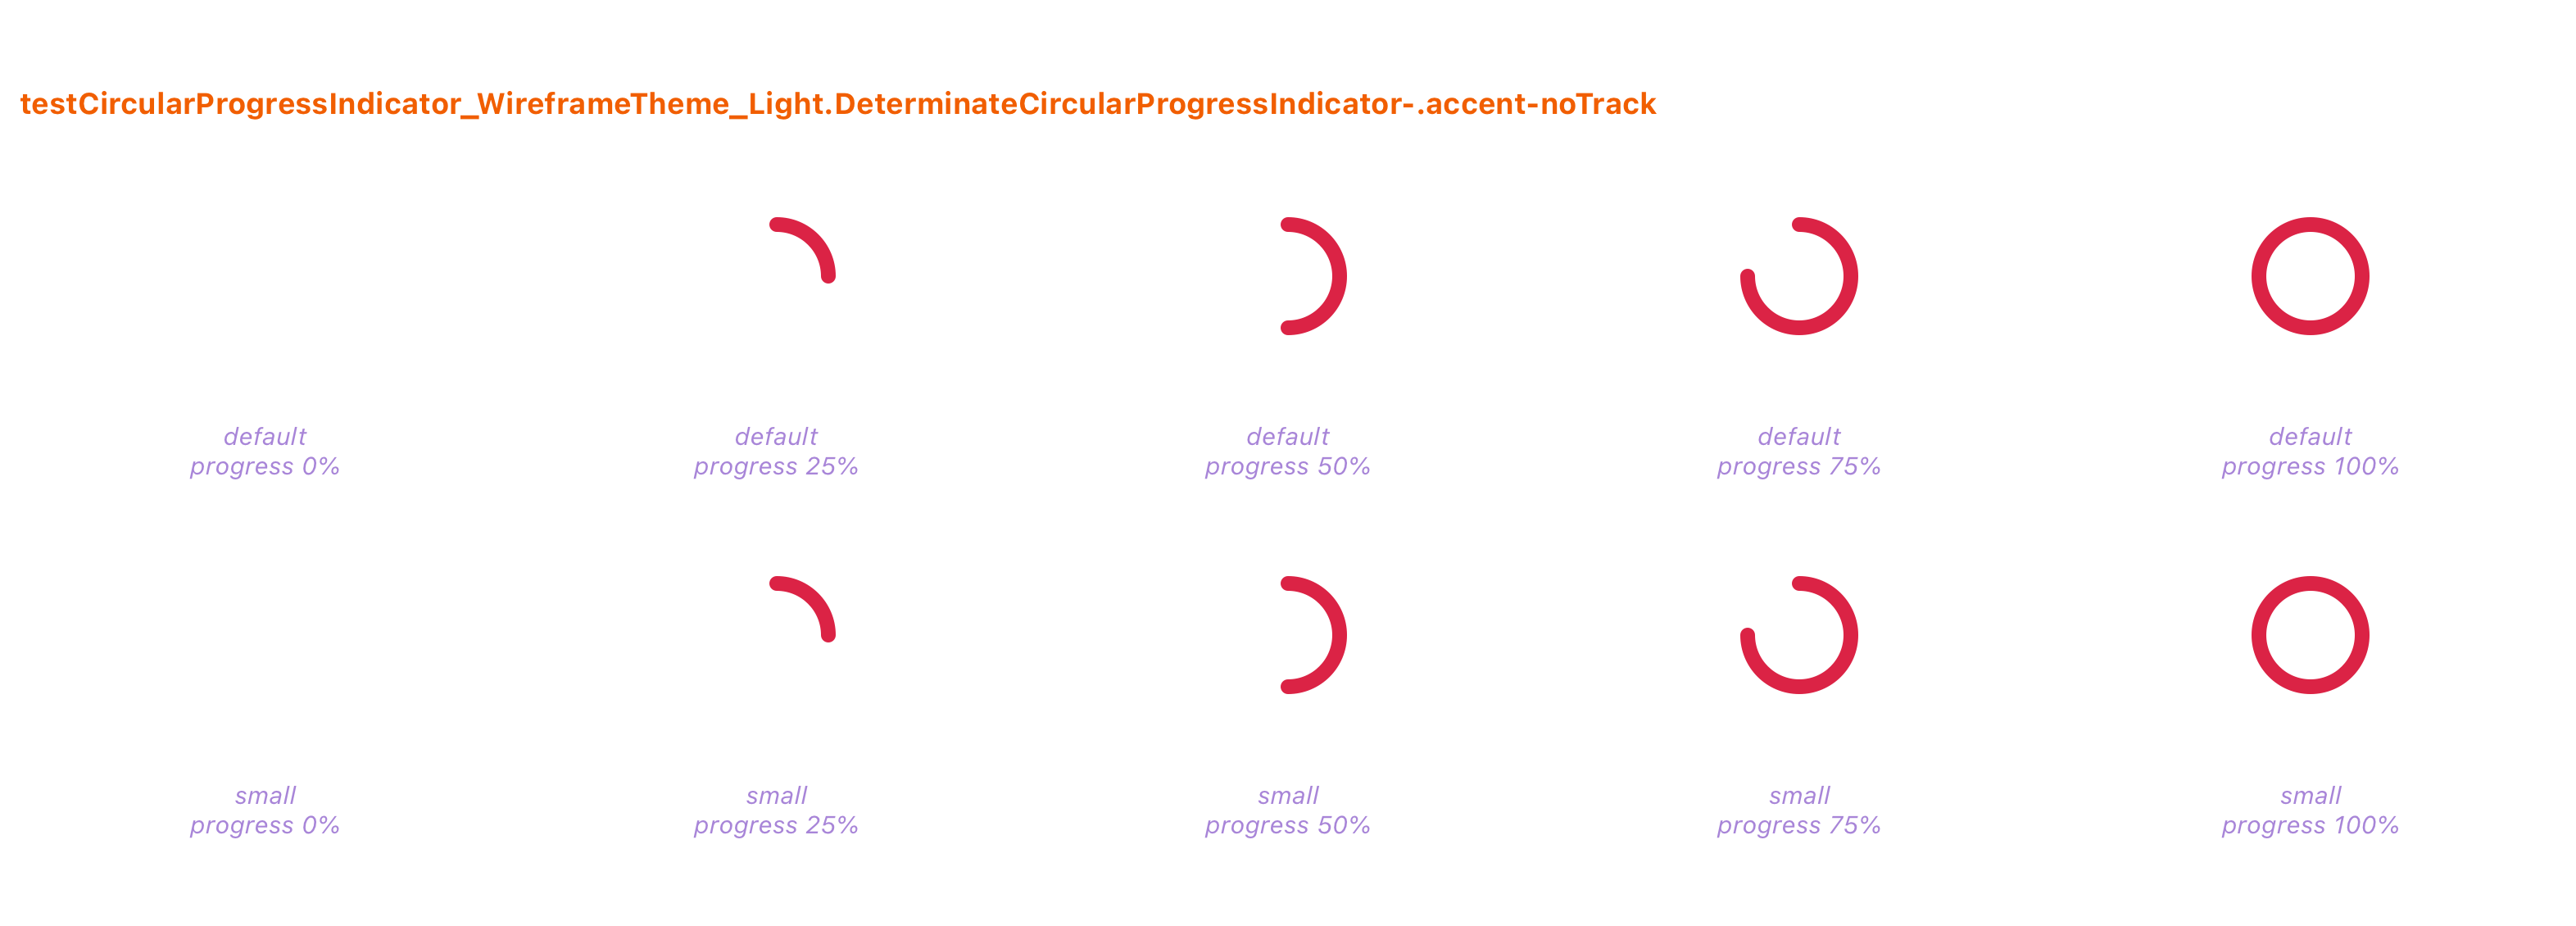 testCircularProgressIndicator_WireframeTheme_Light.DeterminateCircularProgressIndicator-.accent-noTrack
default
progress 0%
default
progress 25%
default
progress 50%
default
progress 75%
default
progress 100%
small
progress 0%
small
progress 25%
small
progress 50%
small
progress 75%
small
progress 100%